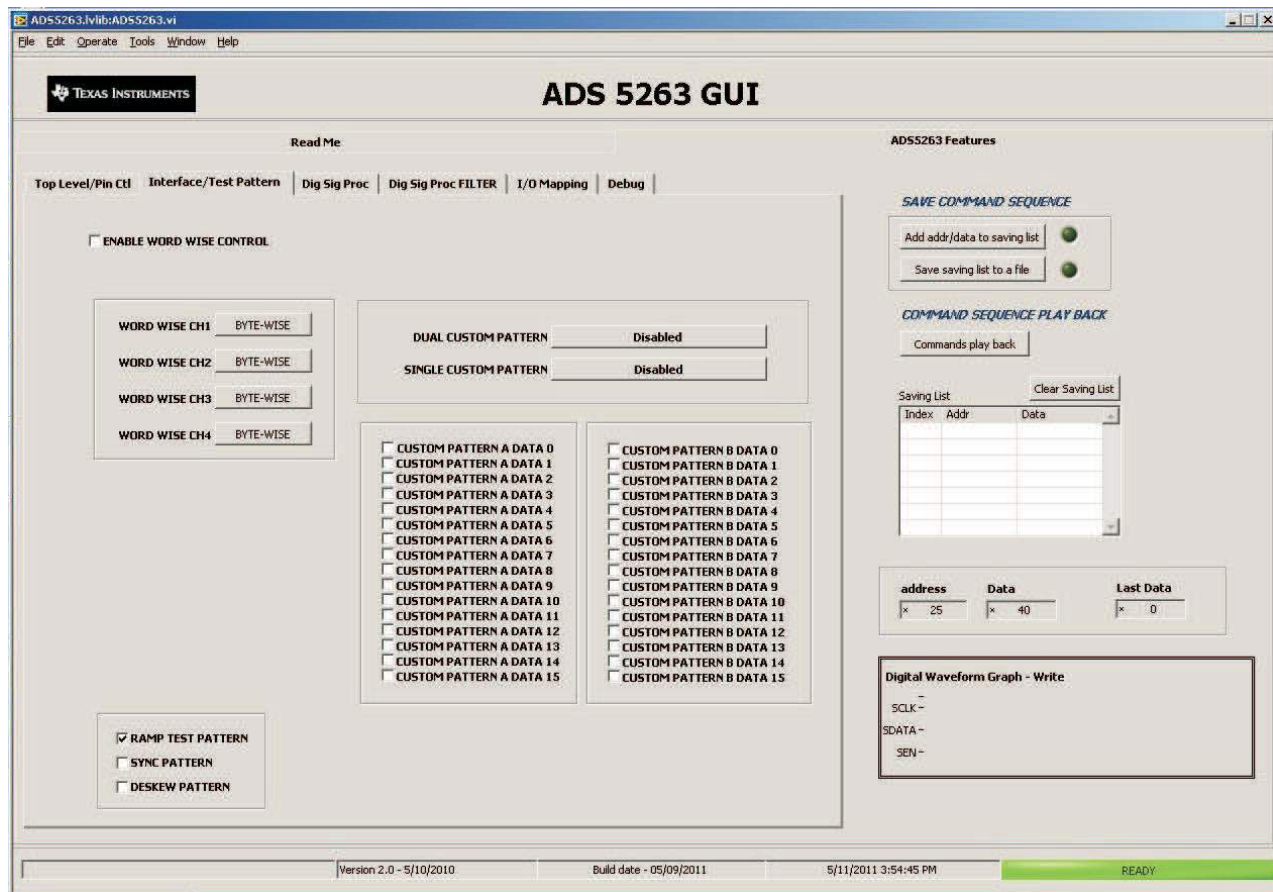 ADS5263.lvlib:ADS5263.vi
File Edit Operate Tools Window Help
TEXAS INSTRUMENTS
ADS 5263 GUI
Read Me
ADS5263 Features
Top Level/Pin Ctl Interface/Test Pattern Dig Sig Proc Dig Sig Proc FILTER I/O Mapping Debug
ENABLE WORD WISE CONTROL
WORD WISE CH1 BYTE-WISE
WORD WISE CH2 BYTE-WISE
WORD WISE CH3 BYTE-WISE
WORD WISE CH4 BYTE-WISE
DUAL CUSTOM PATTERN Disabled
SINGLE CUSTOM PATTERN Disabled
CUSTOM PATTERN A DATA 0
CUSTOM PATTERN A DATA 1
CUSTOM PATTERN A DATA 2
CUSTOM PATTERN A DATA 3
CUSTOM PATTERN A DATA 4
CUSTOM PATTERN A DATA 5
CUSTOM PATTERN A DATA 6
CUSTOM PATTERN A DATA 7
CUSTOM PATTERN A DATA 8
CUSTOM PATTERN A DATA 9
CUSTOM PATTERN A DATA 10
CUSTOM PATTERN A DATA 11
CUSTOM PATTERN A DATA 12
CUSTOM PATTERN A DATA 13
CUSTOM PATTERN A DATA 14
CUSTOM PATTERN A DATA 15
CUSTOM PATTERN B DATA 0
CUSTOM PATTERN B DATA 1
CUSTOM PATTERN B DATA 2
CUSTOM PATTERN B DATA 3
CUSTOM PATTERN B DATA 4
CUSTOM PATTERN B DATA 5
CUSTOM PATTERN B DATA 6
CUSTOM PATTERN B DATA 7
CUSTOM PATTERN B DATA 8
CUSTOM PATTERN B DATA 9
CUSTOM PATTERN B DATA 10
CUSTOM PATTERN B DATA 11
CUSTOM PATTERN B DATA 12
CUSTOM PATTERN B DATA 13
CUSTOM PATTERN B DATA 14
CUSTOM PATTERN B DATA 15
RAMP TEST PATTERN
SYNC PATTERN
DESKEW PATTERN
SAVE COMMAND SEQUENCE
Add addr/data to saving list
Save saving list to a file
COMMAND SEQUENCE PLAY BACK
Commands play back
Clear Saving List
Saving List
Index Addr Data
address Data Last Data
x 25 x 40 x 0
Digital Waveform Graph - Write
SCLK
SDATA
SEN
Version 2.0 - 5/10/2010 Build date - 05/09/2011 5/11/2011 3:54:45 PM READY